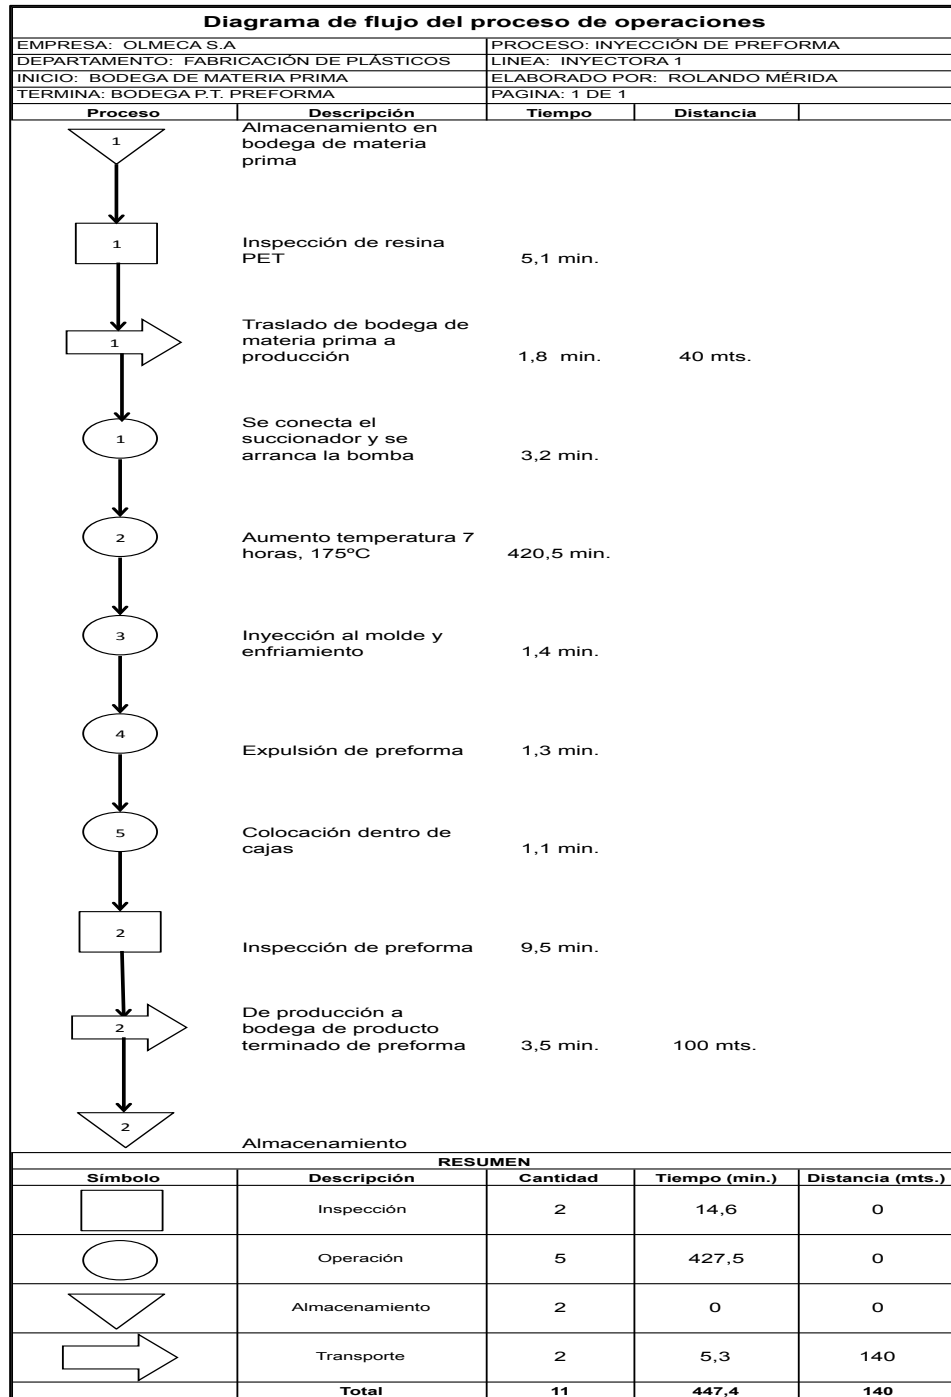 Diagrama de flujo del proceso de operaciones
EMPRESA: OLMECA S.A
PROCESO: INYECCIÓN DE PREFORMA
DEPARTAMENTO: FABRICACIÓN DE PLÁSTICOS
LINEA: INYECTORA 1
INICIO: BODEGA DE MATERIA PRIMA
ELABORADO POR: ROLANDO MÉRIDA
TERMINA: BODEGA P.T. PREFORMA
PAGINA: 1 DE 1
Proceso Descripción Tiempo Distancia
1
Almacenamiento en
bodega de materia
prima
1
Inspección de resina
PET 5,1 min.
1
Traslado de bodega de
materia prima a
producción 1,8 min. 40 mts.
1
Se conecta el
succionador y se
arranca la bomba 3,2 min.
2
Aumento temperatura 7
horas, 175ºC 420,5 min.
3
Inyección al molde y
enfriamiento 1,4 min.
4
Expulsión de preforma 1,3 min.
5
Colocación dentro de
cajas 1,1 min.
2
Inspección de preforma 9,5 min.
2
De producción a
bodega de producto
terminado de preforma 3,5 min. 100 mts.
2
Almacenamiento
RESUMEN
Símbolo Descripción Cantidad Tiempo (min.) Distancia (mts.)
Inspección 2 14,6 0
Operación 5 427,5 0
Almacenamiento 2 0 0
Transporte 2 5,3 140
Total 11 447,4 140